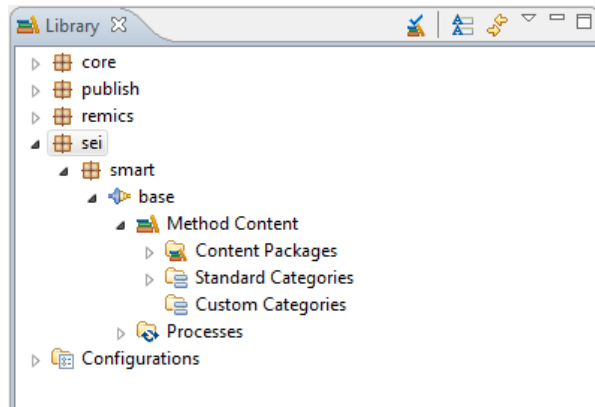 Library
core
publish
remics
sei
smart
base
Method Content
Content Packages
Standard Categories
Custom Categories
Processes
Configurations